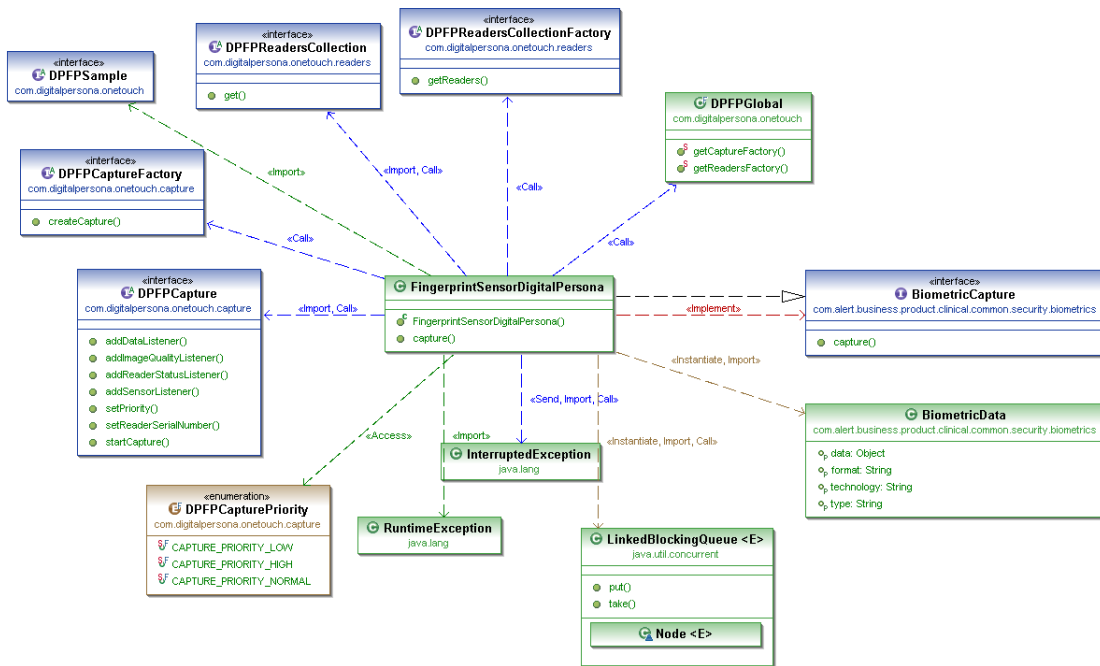 «interface»
DPFPSample
com.digitalpersona.onetouch
«interface»
DPFPReadersCollection
com.digitalpersona.onetouch.readers
get()
«interface»
DPFPReadersCollectionFactory
com.digitalpersona.onetouch.readers
getReaders()
DPFPGlobal
com.digitalpersona.onetouch
getCaptureFactory()
getReadersFactory()
«interface»
DPFPCaptureFactory
com.digitalpersona.onetouch.capture
createCapture()
«Import»
«Import, Call»
«Call»
«Call»
«Call»
«interface»
DPFPCapture
com.digitalpersona.onetouch.capture
addDataListener()
addImageQualityListener()
addReaderStatusListener()
addSensorListener()
setPriority()
setReaderSerialNumber()
startCapture()
«Import, Call»
FingerprintSensorDigitalPersona
FingerprintSensorDigitalPersona()
capture()
«Implement»
«interface»
BiometricCapture
com.alert.business.product.clinical.common.security.biometrics
capture()
«Instantiate, Import»
BiometricData
com.alert.business.product.clinical.common.security.biometrics
data: Object
format: String
technology: String
type: String
«Send, Import, Call»
«Access»
«Import»
«Instantiate, Import, Call»
InterruptedException
java.lang
«enumeration»
DPFPCapturePriority
com.digitalpersona.onetouch.capture
CAPTURE_PRIORITY_LOW
CAPTURE_PRIORITY_HIGH
CAPTURE_PRIORITY_NORMAL
RuntimeException
java.lang
LinkedBlockingQueue <E>
java.util.concurrent
put()
take()
Node <E>